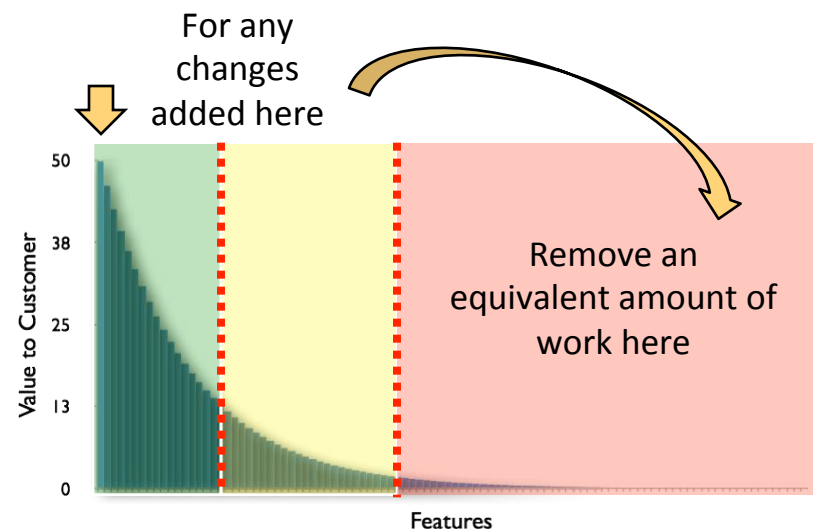 For any
changes
added here
50
38
25
13
0
Value to Customer
Remove an
equivalent amount of
work here
Features